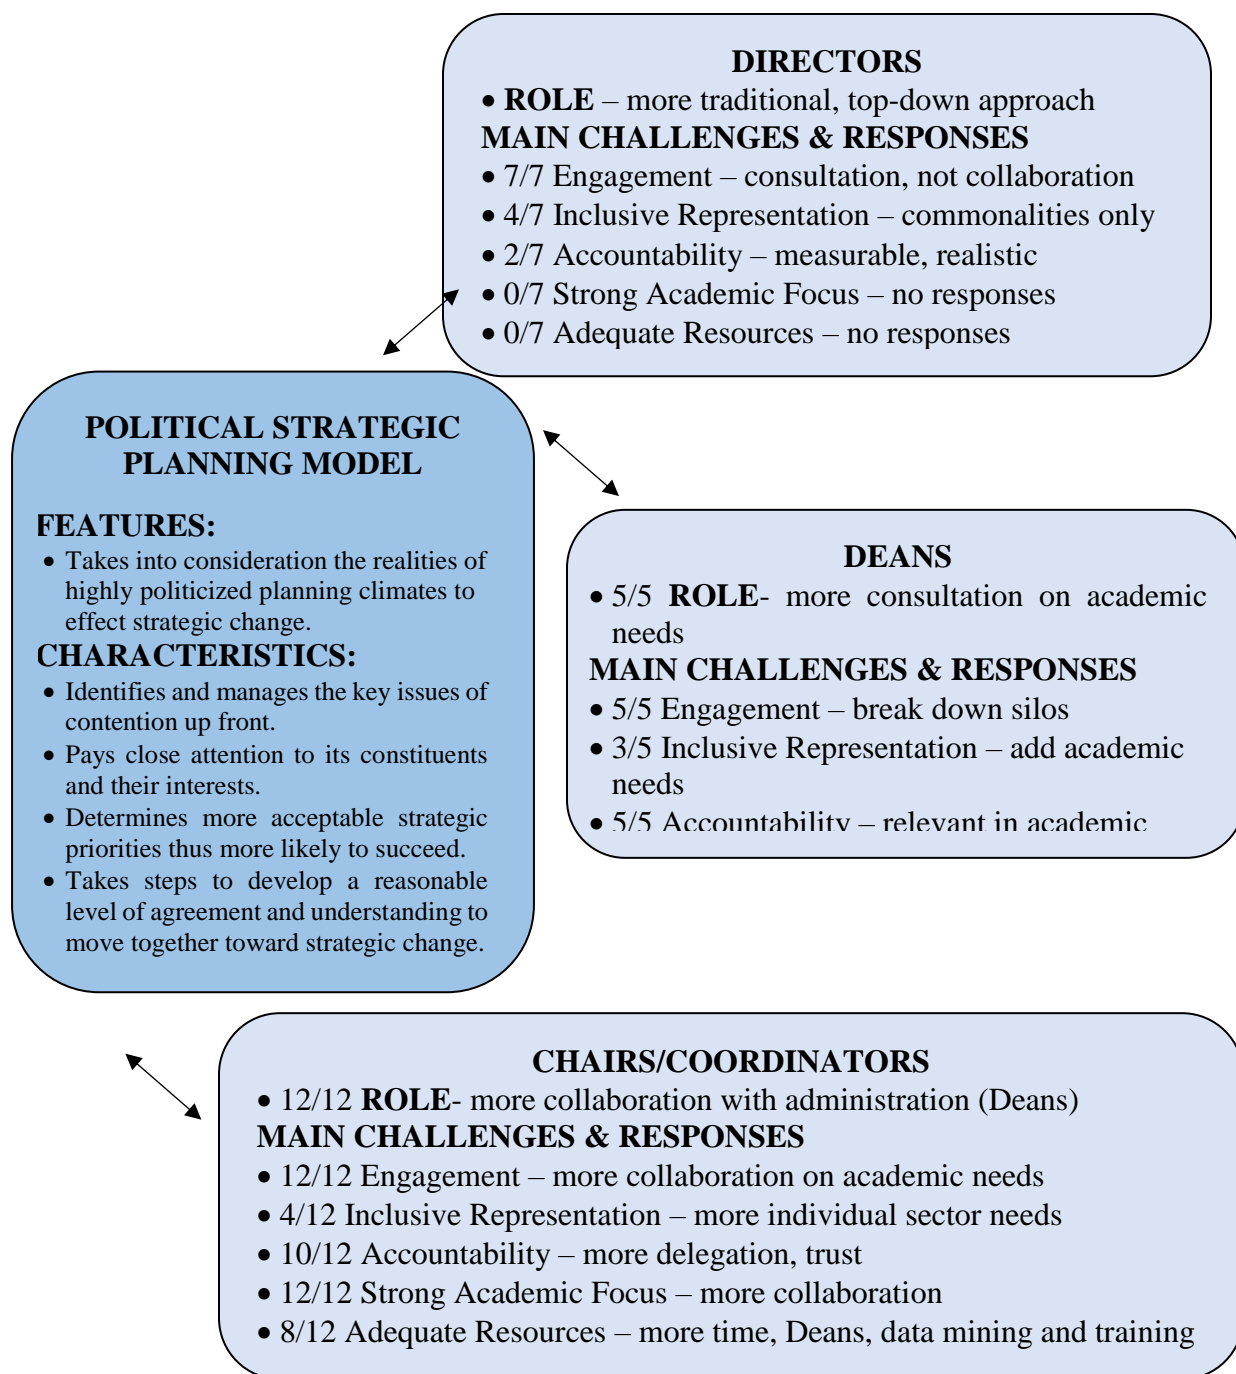 DIRECTORS
• ROLE – more traditional, top-down approach
MAIN CHALLENGES & RESPONSES
• 7/7 Engagement – consultation, not collaboration
• 4/7 Inclusive Representation – commonalities only
• 2/7 Accountability – measurable, realistic
• 0/7 Strong Academic Focus – no responses
• 0/7 Adequate Resources – no responses
POLITICAL STRATEGIC
PLANNING MODEL
FEATURES:
• Takes into consideration the realities of
highly politicized planning climates to
effect strategic change.
CHARACTERISTICS:
• Identifies and manages the key issues of
contention up front.
• Pays close attention to its constituents
and their interests.
• Determines more acceptable strategic
priorities thus more likely to succeed.
• Takes steps to develop a reasonable
level of agreement and understanding to
move together toward strategic change.
DEANS
• 5/5 ROLE- more consultation on academic
needs
MAIN CHALLENGES & RESPONSES
• 5/5 Engagement – break down silos
• 3/5 Inclusive Representation – add academic
needs
• 5/5 Accountability – relevant in academic
CHAIRS/COORDINATORS
• 12/12 ROLE- more collaboration with administration (Deans)
MAIN CHALLENGES & RESPONSES
• 12/12 Engagement – more collaboration on academic needs
• 4/12 Inclusive Representation – more individual sector needs
• 10/12 Accountability – more delegation, trust
• 12/12 Strong Academic Focus – more collaboration
• 8/12 Adequate Resources – more time, Deans, data mining and training